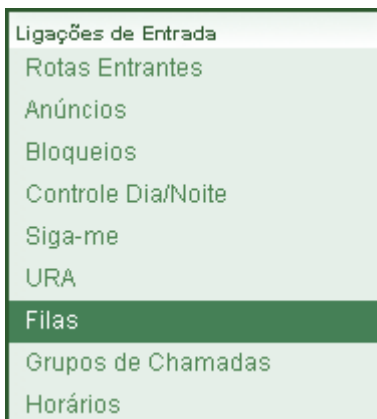 Ligações de Entrada
Rotas Entrantes
Anúncios
Bloqueios
Controle Dia/Noite
Siga-me
URA
Filas
Grupos de Chamadas
Horários